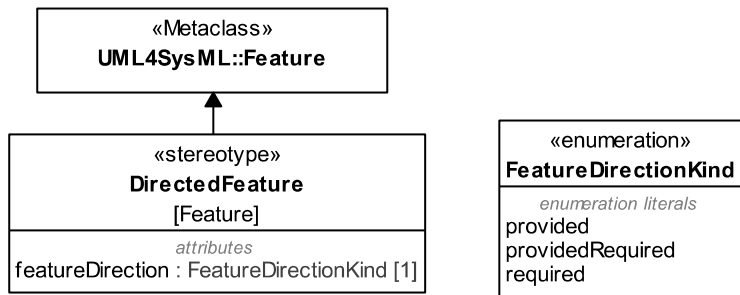 «Metaclass»
UML4SysML::Feature
«stereotype»
DirectedFeature
[Feature]
attributes
featureDirection : FeatureDirectionKind [1]
«enumeration»
FeatureDirectionKind
enumeration literals
provided
providedRequired
required